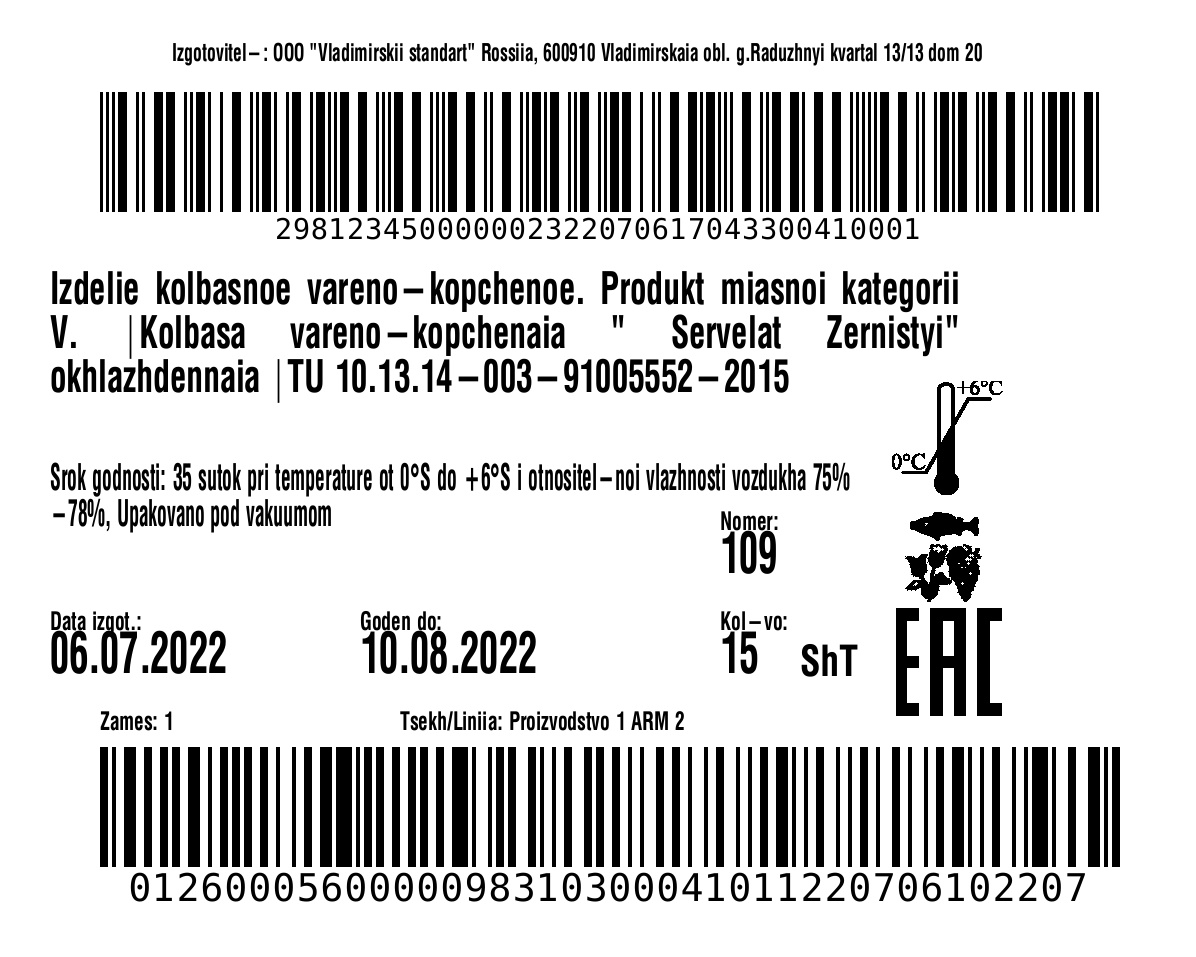 Izgotovitel–: OOO "Vladimirskii standart" Rossiia, 600910 Vladimirskaia obl. g.Raduzhnyi kvartal 13/13 dom 20
29812345000000232207061704330041​0001
Izdelie kolbasnoe vareno–kopchenoe. Produkt miasnoi kategorii
V. |Kolbasa vareno–kopchenaia " Servelat Zernistyi"
okhlazhdennaia |TU 10.13.14–003–91005552–2015
+6°C
0°C
Srok godnosti: 35 sutok pri temperature ot 0°S do +6°S i otnositel–noi vlazhnosti vozdukha 75%
–78%, Upakovano pod vakuumom
Nomer:
109
Data izgot.: Goden do: Kol–vo:
06.07.2022 10.08.2022 15 ShT
EAC
Zames: 1 Tsekh/Liniia: Proizvodstvo 1 ARM 2
01260005600000983103000410112207061022​07